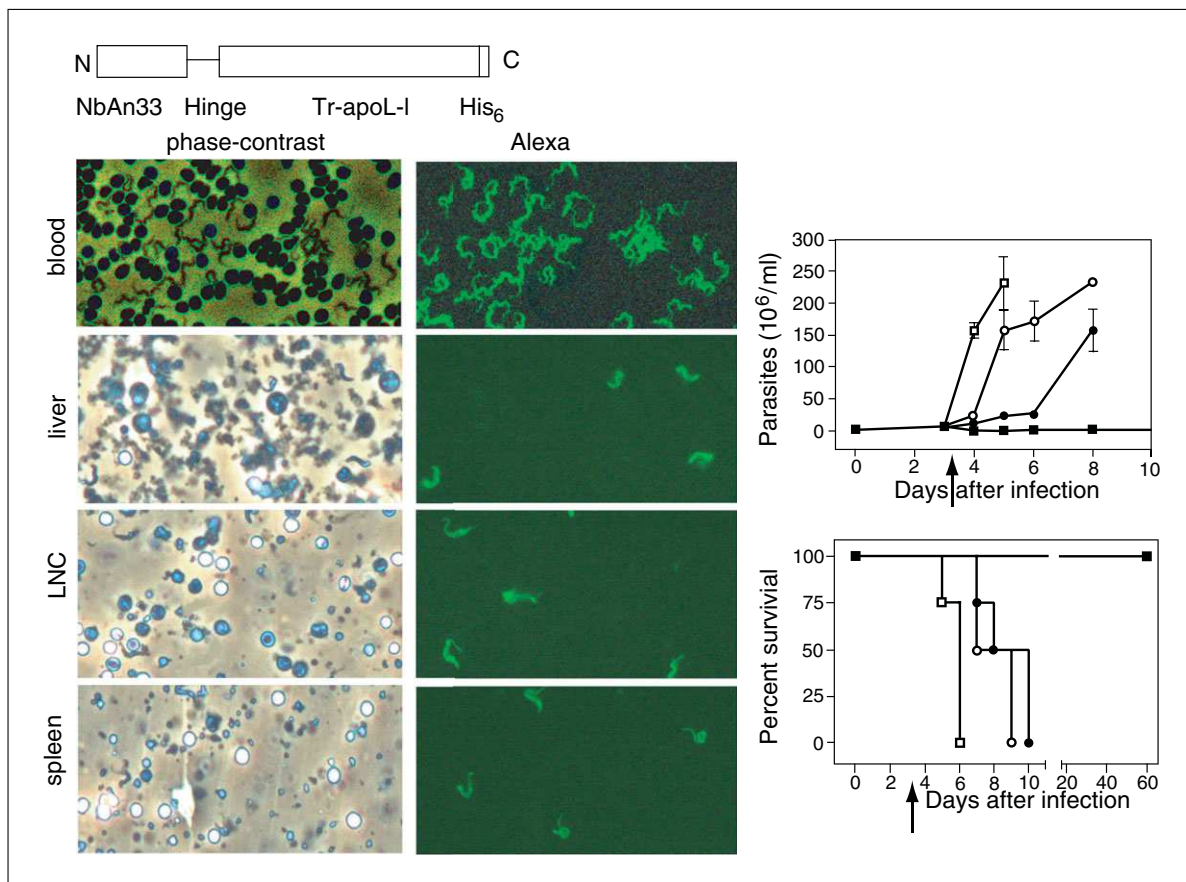 N C
NbAn33 Hinge Tr-apoL-I His6
phase-contrast Alexa
blood
liver
LNC
spleen
Parasites (10⁶/ml)
300
250
200
150
100
50
0
0 2 4 6 8 10
Days after infection
Percent survivial
100
75
50
25
0
0 2 4 6 8 10 20 40 60
Days after infection